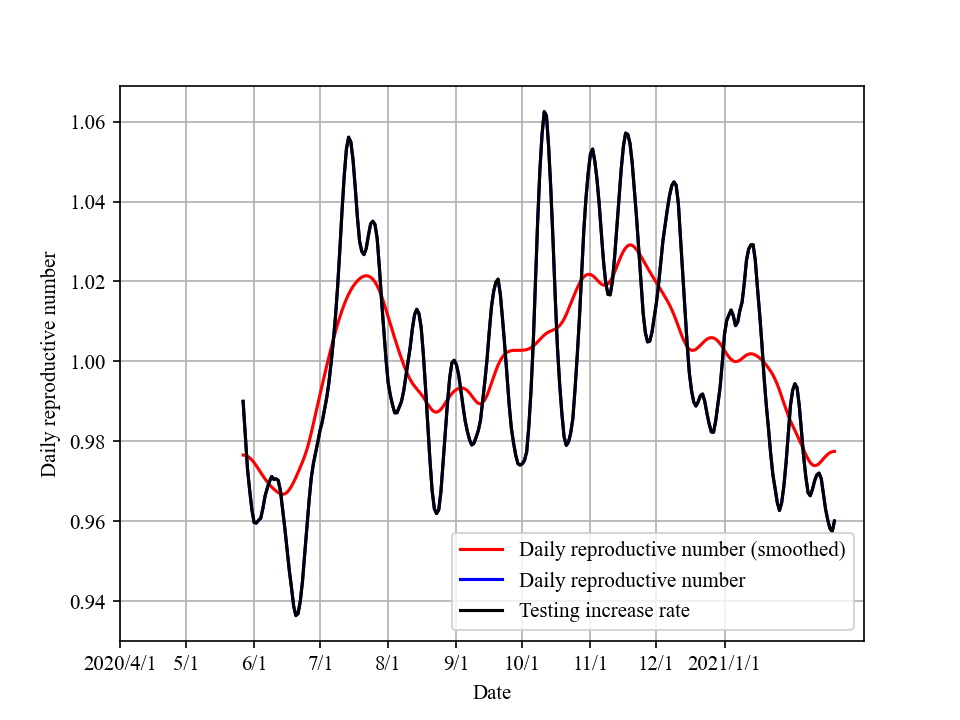 1.06
1.04
1.02
1.00
0.98
0.96
0.94
Daily reproductive number
Daily reproductive number (smoothed)
Daily reproductive number
Testing increase rate
2020/4/1 5/1 6/1 7/1 8/1 9/1 10/1 11/1 12/1 2021/1/1
Date